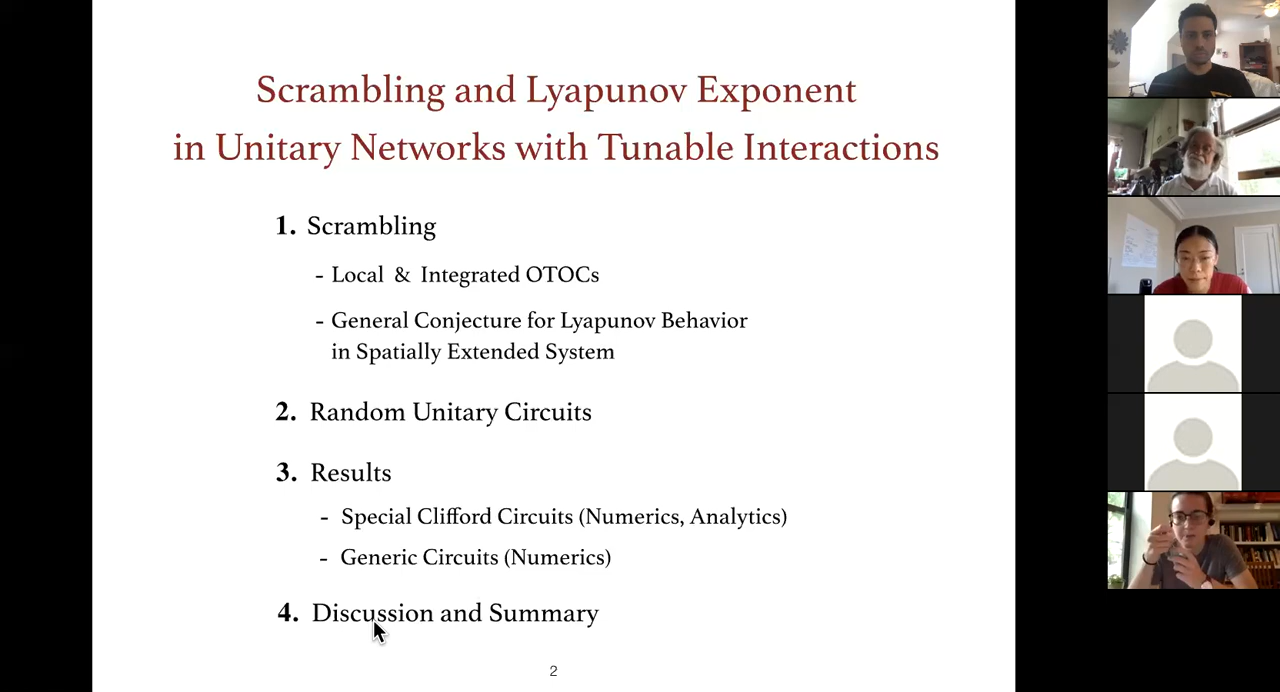 Scrambling and Lyapunov Exponent
in Unitary Networks with Tunable Interactions
1. Scrambling
- Local & Integrated OTOCs
- General Conjecture for Lyapunov Behavior
in Spatially Extended System
2. Random Unitary Circuits
3. Results
- Special Clifford Circuits (Numerics, Analytics)
- Generic Circuits (Numerics)
4. Discussion and Summary
2